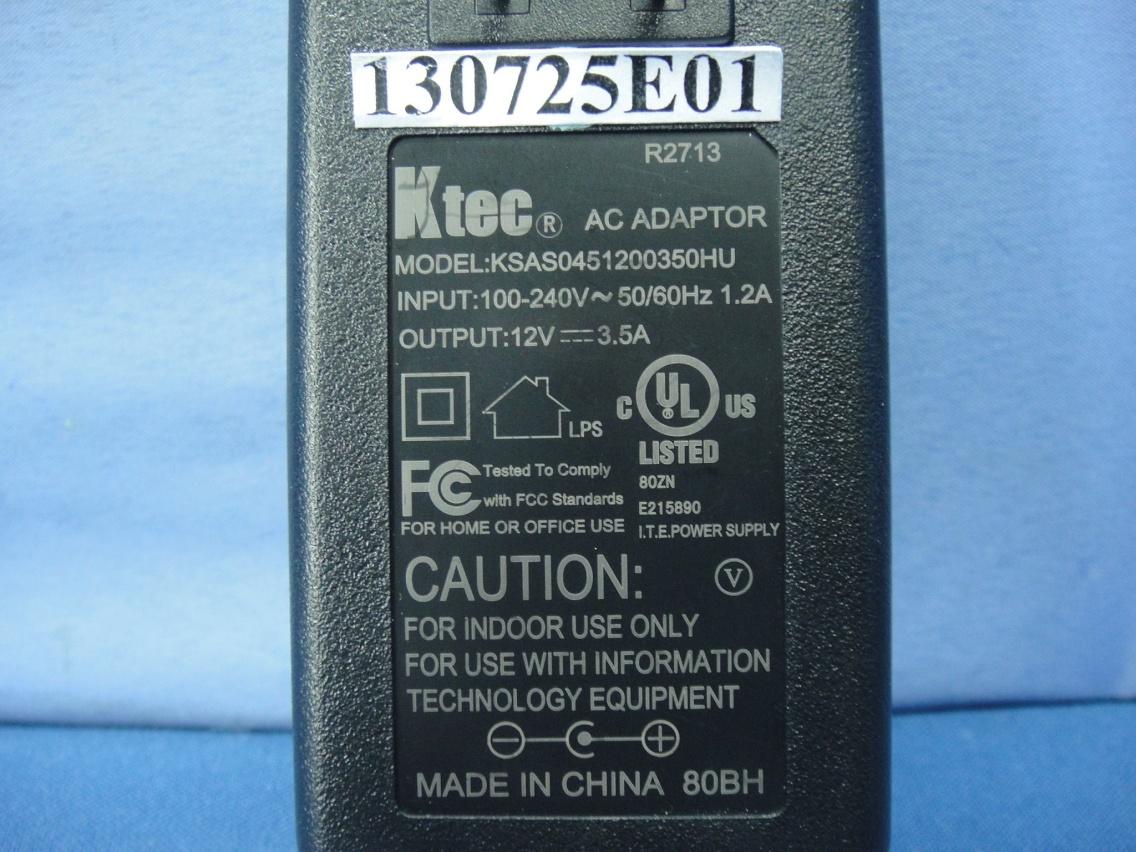 130725E01
R2713
Ktec® AC ADAPTOR
MODEL:KSAS0451200350HU
INPUT:100-240V~50/60Hz 1.2A
OUTPUT:12V⎓3.5A
LPS
C UL® US
LISTED
80ZN
E215890
I.T.E.POWER SUPPLY
FC Tested To Comply
with FCC Standards
FOR HOME OR OFFICE USE
CAUTION: V
FOR INDOOR USE ONLY
FOR USE WITH INFORMATION
TECHNOLOGY EQUIPMENT
MADE IN CHINA 80BH